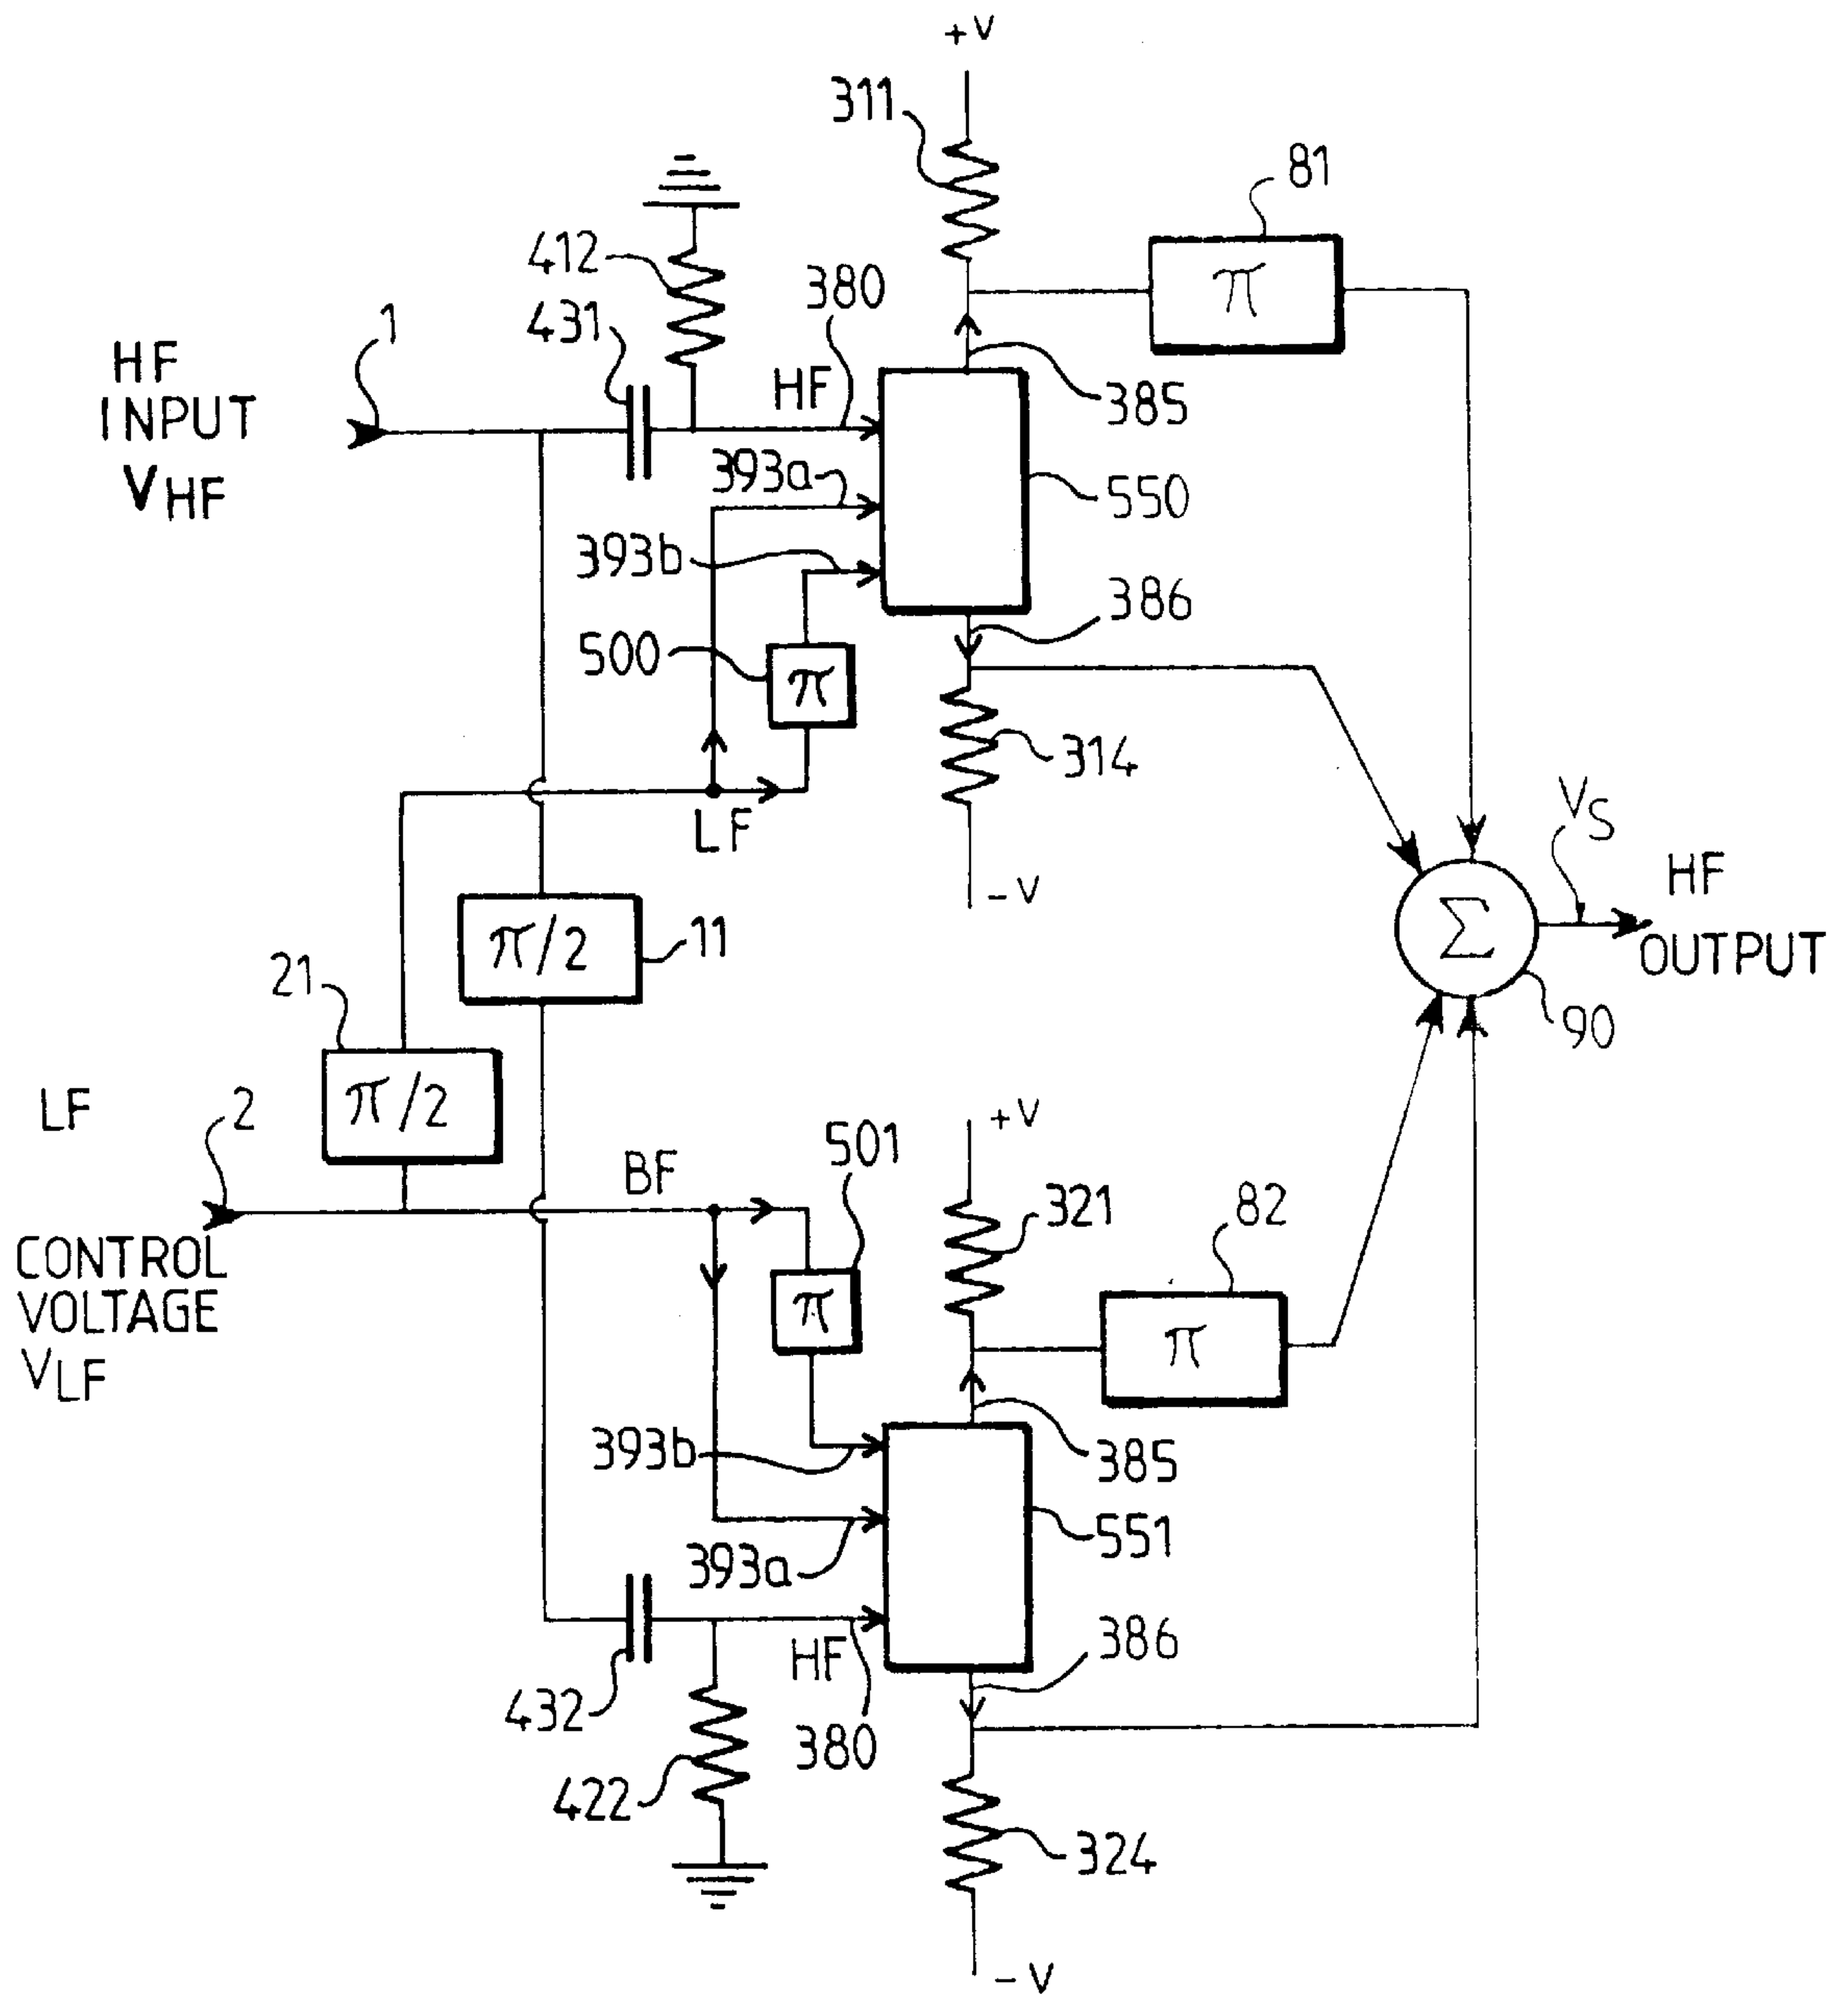 +V
311
81
π
412
380
431
1
HF
INPUT
VHF
HF
385
393a
550
393b
386
500
π
314
LF
-V
VS
HF
OUTPUT
Σ
90
π/2
11
21
π/2
LF
2
CONTROL
VOLTAGE
VLF
BF
501
π
+V
321
82
π
393b
385
551
393a
386
HF
432
380
422
324
-V